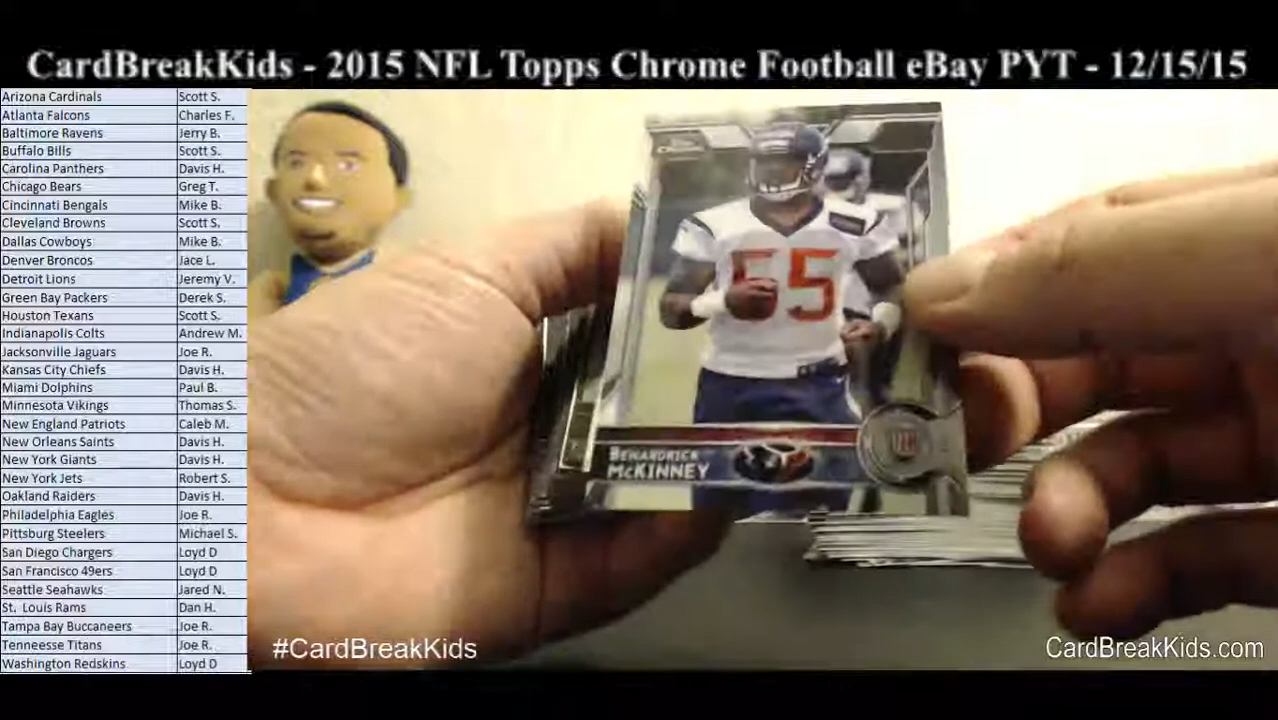 CardBreakKids - 2015 NFL Topps Chrome Football eBay PYT - 12/15/15
Arizona Cardinals Scott S.
Atlanta Falcons Charles F.
Baltimore Ravens Jerry B.
Buffalo Bills Scott S.
Carolina Panthers Davis H.
Chicago Bears Greg T.
Cincinnati Bengals Mike B.
Cleveland Browns Scott S.
Dallas Cowboys Mike B.
Denver Broncos Jace L.
Detroit Lions Jeremy V.
Green Bay Packers Derek S.
Houston Texans Scott S.
Indianapolis Colts Andrew M.
Jacksonville Jaguars Joe R.
Kansas City Chiefs Davis H.
Miami Dolphins Paul B.
Minnesota Vikings Thomas S.
New England Patriots Caleb M.
New Orleans Saints Davis H.
New York Giants Davis H.
New York Jets Robert S.
Oakland Raiders Davis H.
Philadelphia Eagles Joe R.
Pittsburg Steelers Michael S.
San Diego Chargers Loyd D
San Francisco 49ers Loyd D
Seattle Seahawks Jared N.
St. Louis Rams Dan H.
Tampa Bay Buccaneers Joe R.
Tenneesse Titans Joe R.
Washington Redskins Loyd D
55
BENARDRICK
MCKINNEY
#CardBreakKids
CardBreakKids.com